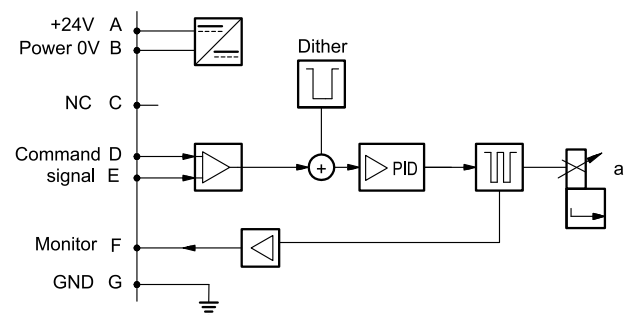 +24V A
Power 0V B
Dither
NC C
Command D
signal E
+
PID
a
Monitor F
GND G